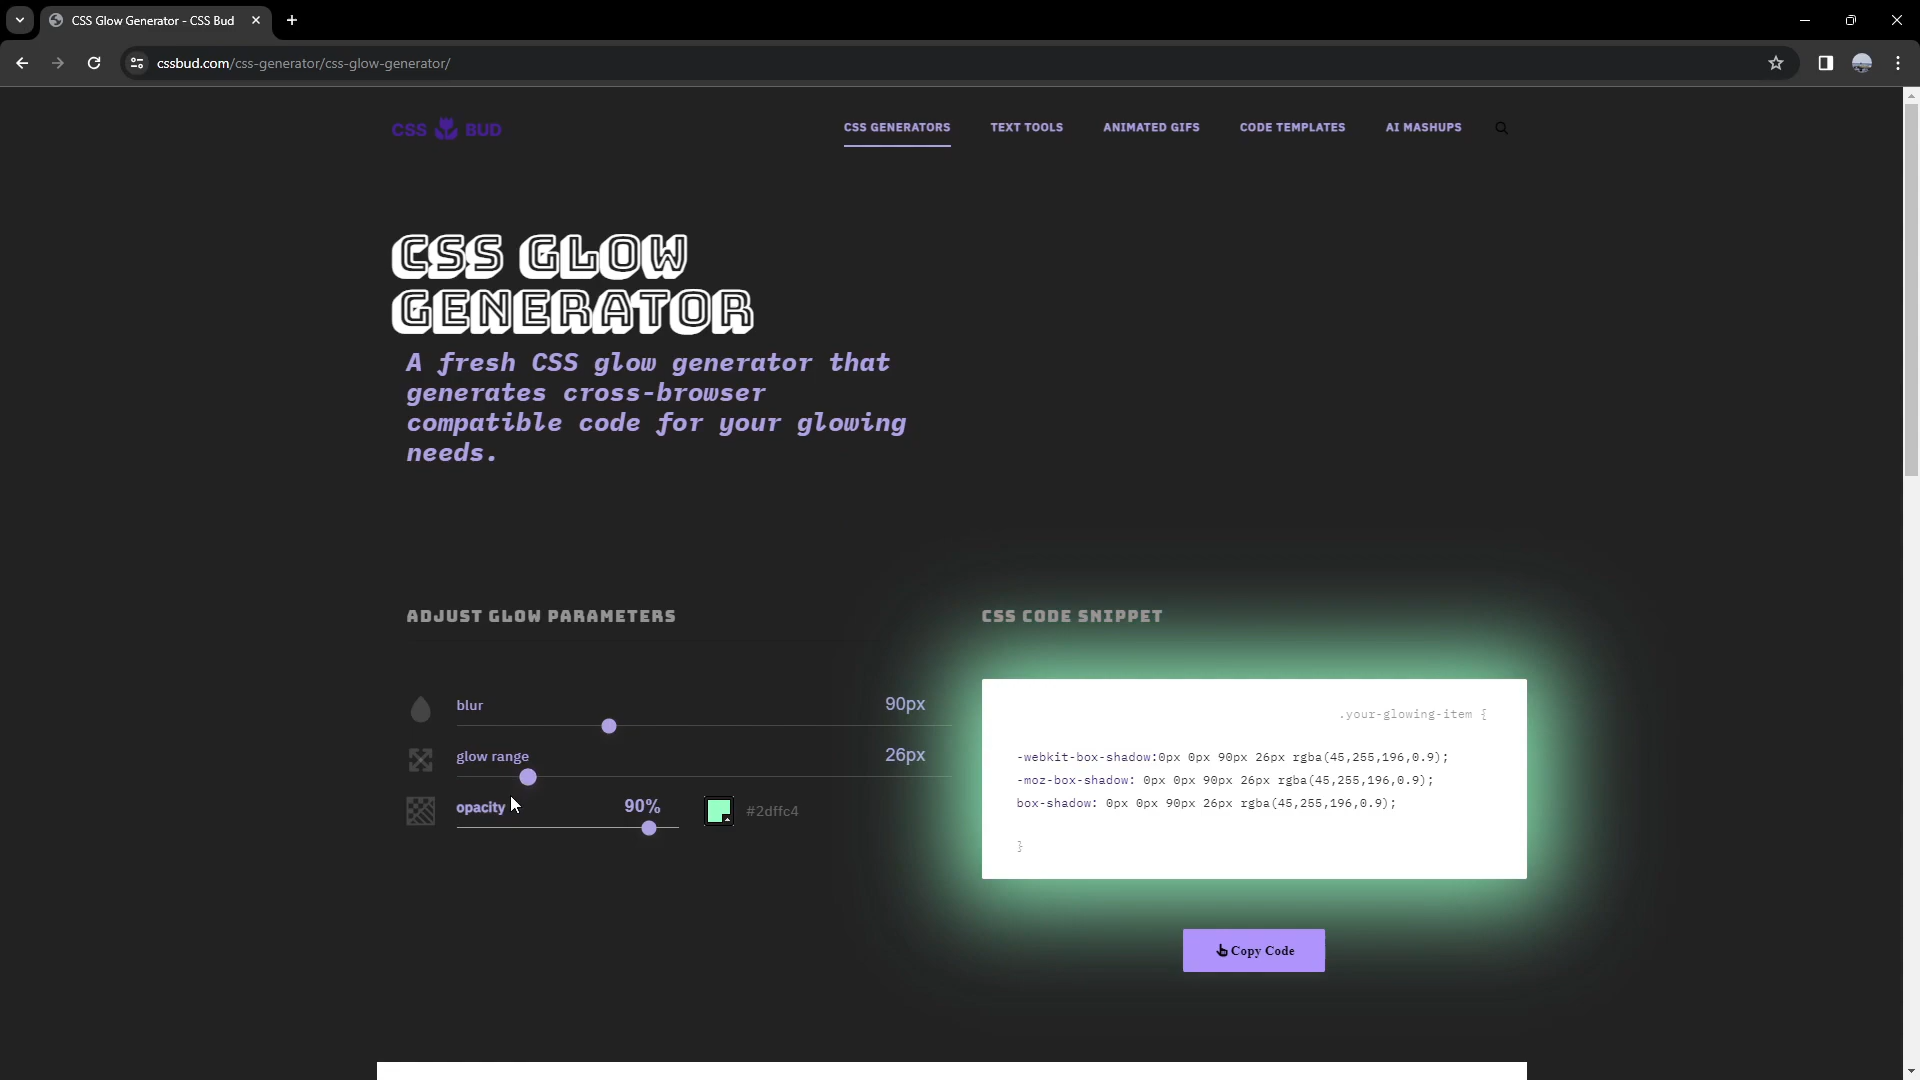 CSS Glow Generator - CSS Bud
cssbud.com/css-generator/css-glow-generator/
CSS BUD
CSS GENERATORS
TEXT TOOLS
ANIMATED GIFS
CODE TEMPLATES
AI MASHUPS
CSS GLOW
GENERATOR
A fresh CSS glow generator that
generates cross-browser
compatible code for your glowing
needs.
ADJUST GLOW PARAMETERS
blur
90px
glow range
26px
opacity
90%
#2dffc4
CSS CODE SNIPPET
.your-glowing-item {
-webkit-box-shadow:0px 0px 90px 26px rgba(45,255,196,0.9);
-moz-box-shadow: 0px 0px 90px 26px rgba(45,255,196,0.9);
box-shadow: 0px 0px 90px 26px rgba(45,255,196,0.9);
}
Copy Code